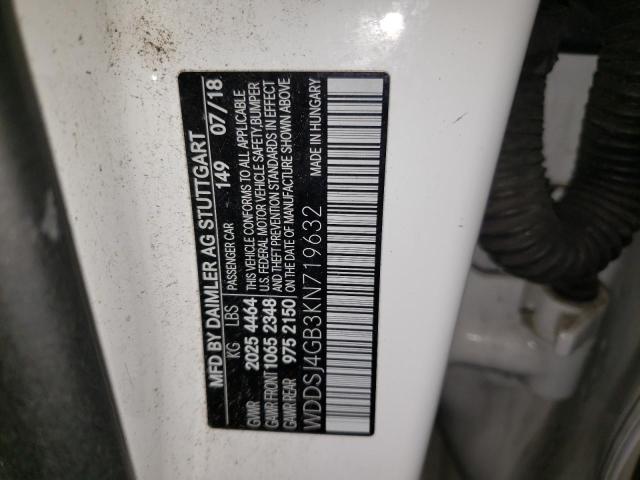 MFD BY DAIMLER AG STUTTGART
149 07/18
KG LBS PASSENGER CAR
GVWR 2025 4464 THIS VEHICLE CONFORMS TO ALL APPLICABLE
GAWR FRONT 1065 2348 U.S. FEDERAL MOTOR VEHICLE SAFETY, BUMPER
AND THEFT PREVENTION STANDARDS IN EFFECT
GAWR REAR 975 2150 ON THE DATE OF MANUFACTURE SHOWN ABOVE
WDDSJ4GB3KN719632 MADE IN HUNGARY